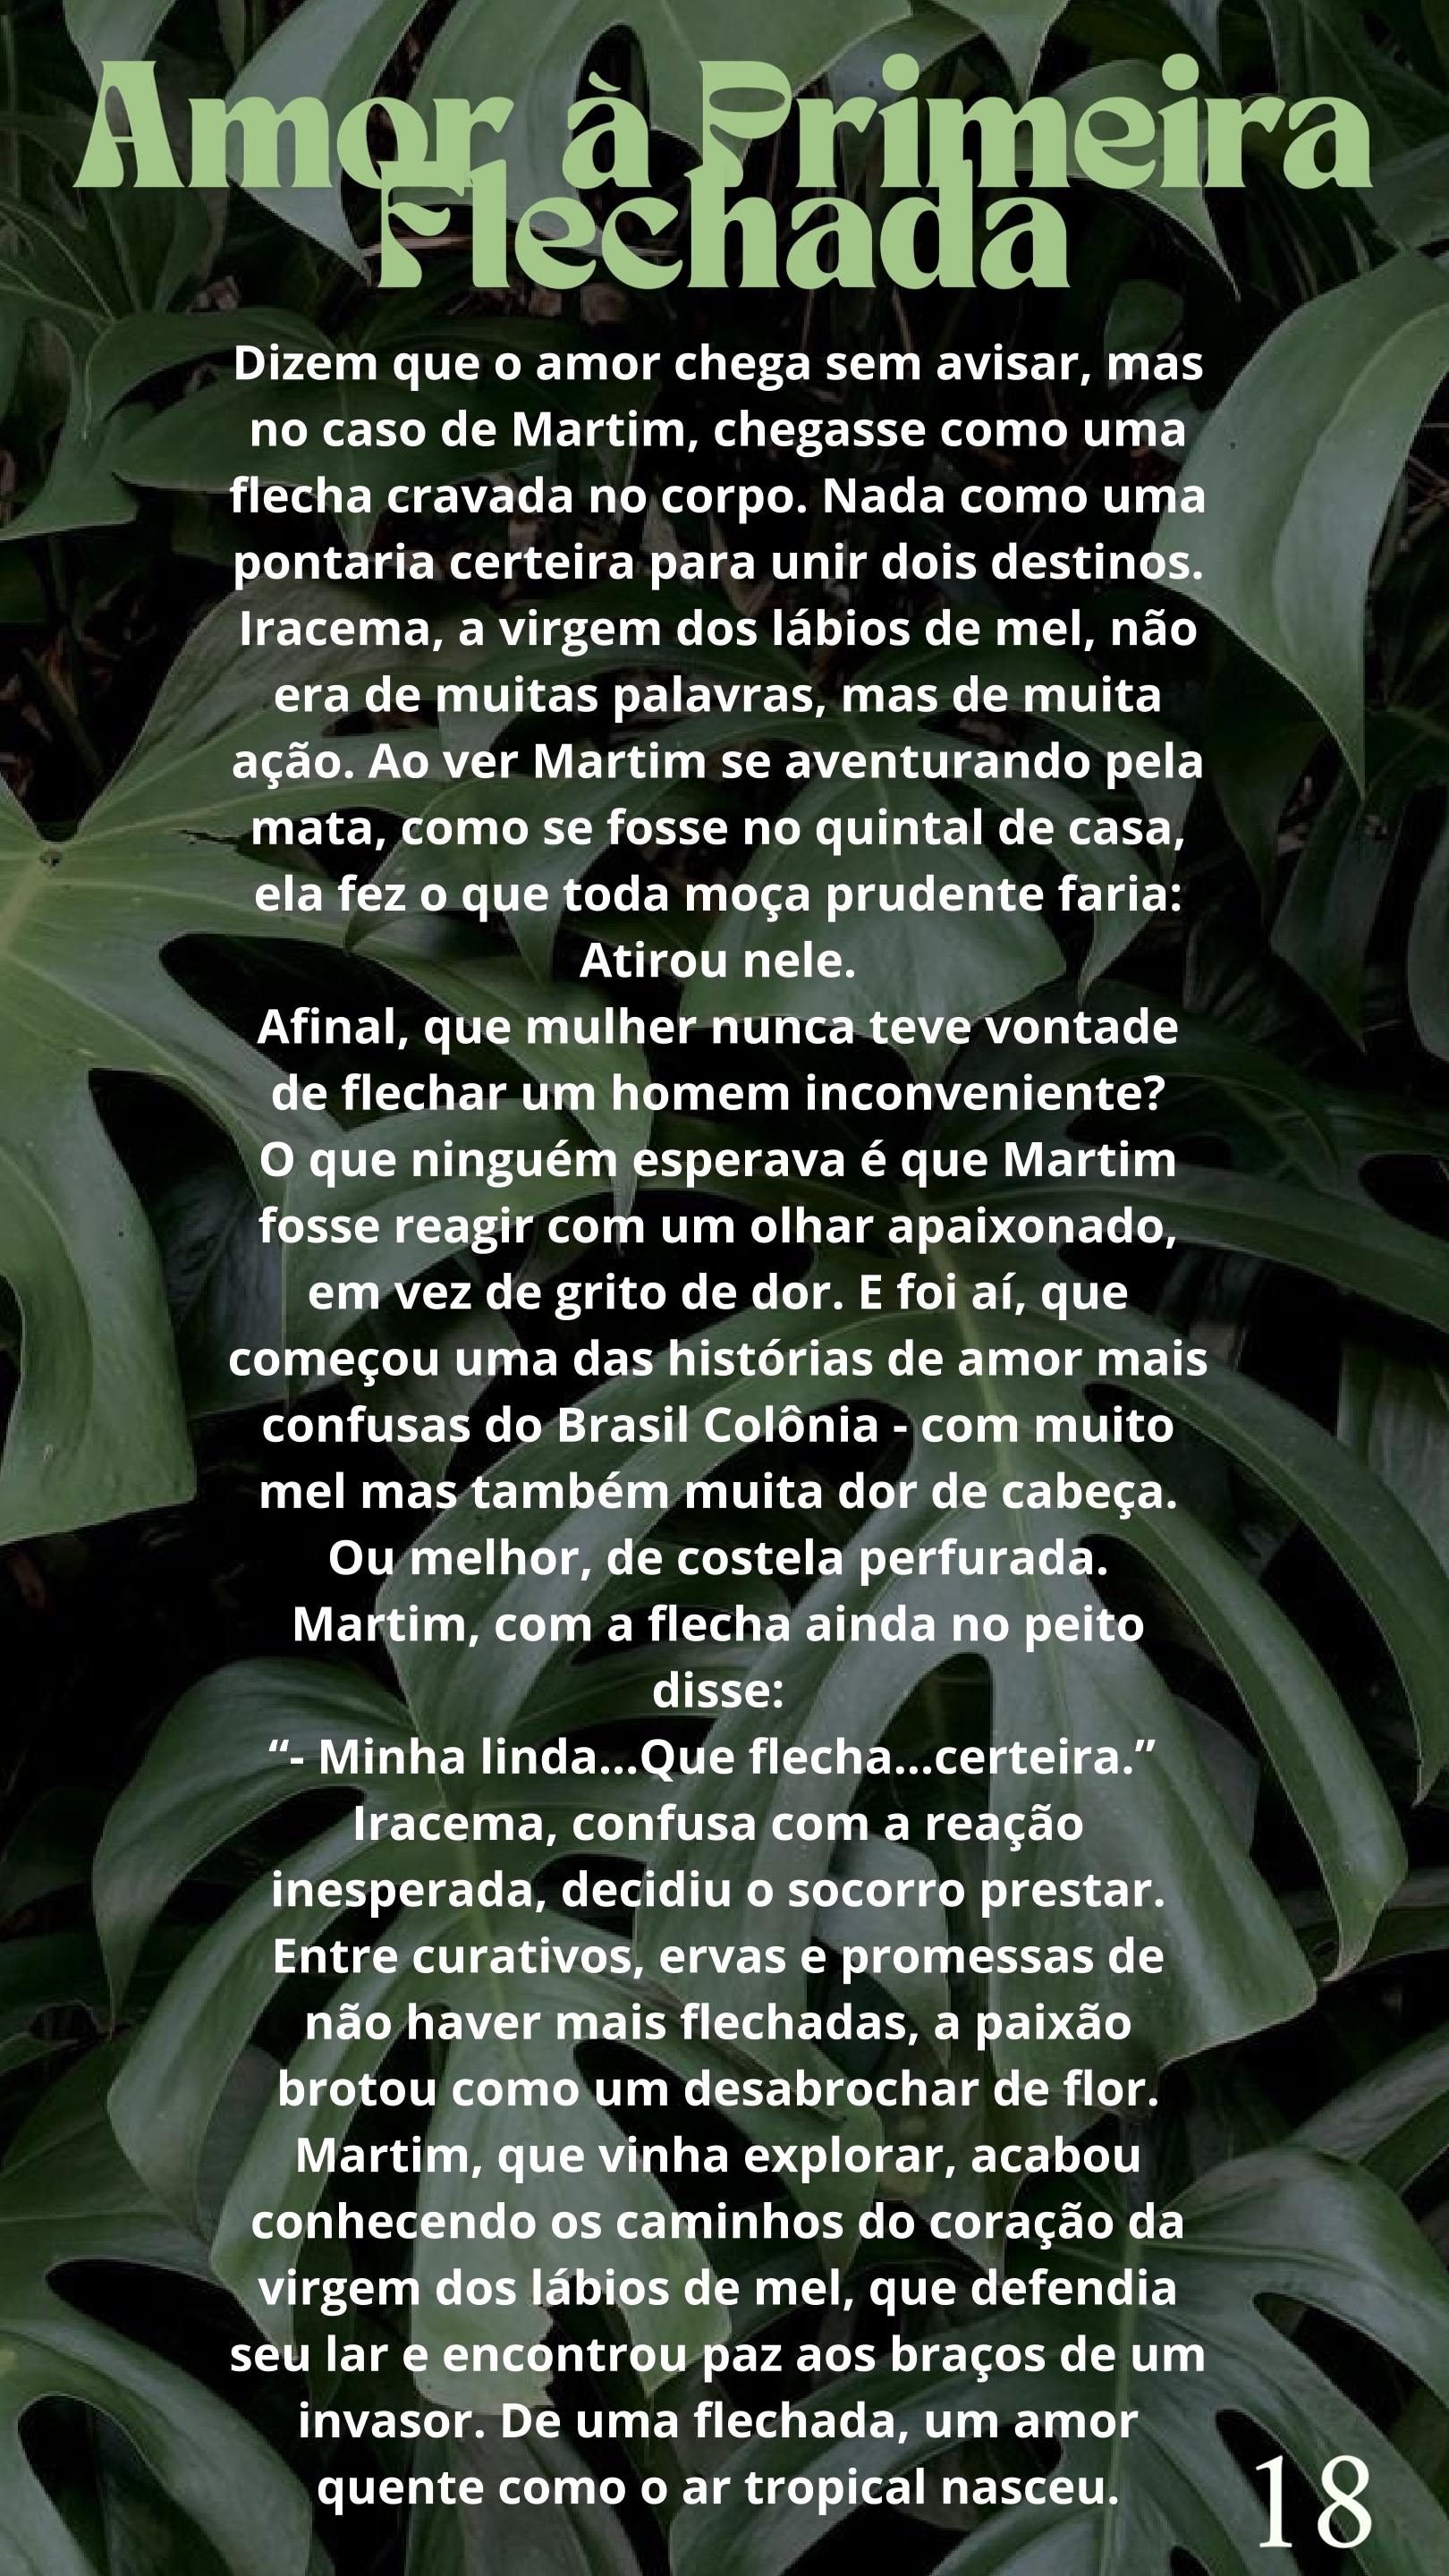 Amor à Primeira
Flechada
Dizem que o amor chega sem avisar, mas
no caso de Martim, chegasse como uma
flecha cravada no corpo. Nada como uma
pontaria certeira para unir dois destinos.
Iracema, a virgem dos lábios de mel, não
era de muitas palavras, mas de muita
ação. Ao ver Martim se aventurando pela
mata, como se fosse no quintal de casa,
ela fez o que toda moça prudente faria:
Atirou nele.
Afinal, que mulher nunca teve vontade
de flechar um homem inconveniente?
O que ninguém esperava é que Martim
fosse reagir com um olhar apaixonado,
em vez de grito de dor. E foi aí, que
começou uma das histórias de amor mais
confusas do Brasil Colônia - com muito
mel mas também muita dor de cabeça.
Ou melhor, de costela perfurada.
Martim, com a flecha ainda no peito
disse:
“- Minha linda...Que flecha...certeira.”
Iracema, confusa com a reação
inesperada, decidiu o socorro prestar.
Entre curativos, ervas e promessas de
não haver mais flechadas, a paixão
brotou como um desabrochar de flor.
Martim, que vinha explorar, acabou
conhecendo os caminhos do coração da
virgem dos lábios de mel, que defendia
seu lar e encontrou paz aos braços de um
invasor. De uma flechada, um amor
quente como o ar tropical nasceu.
18